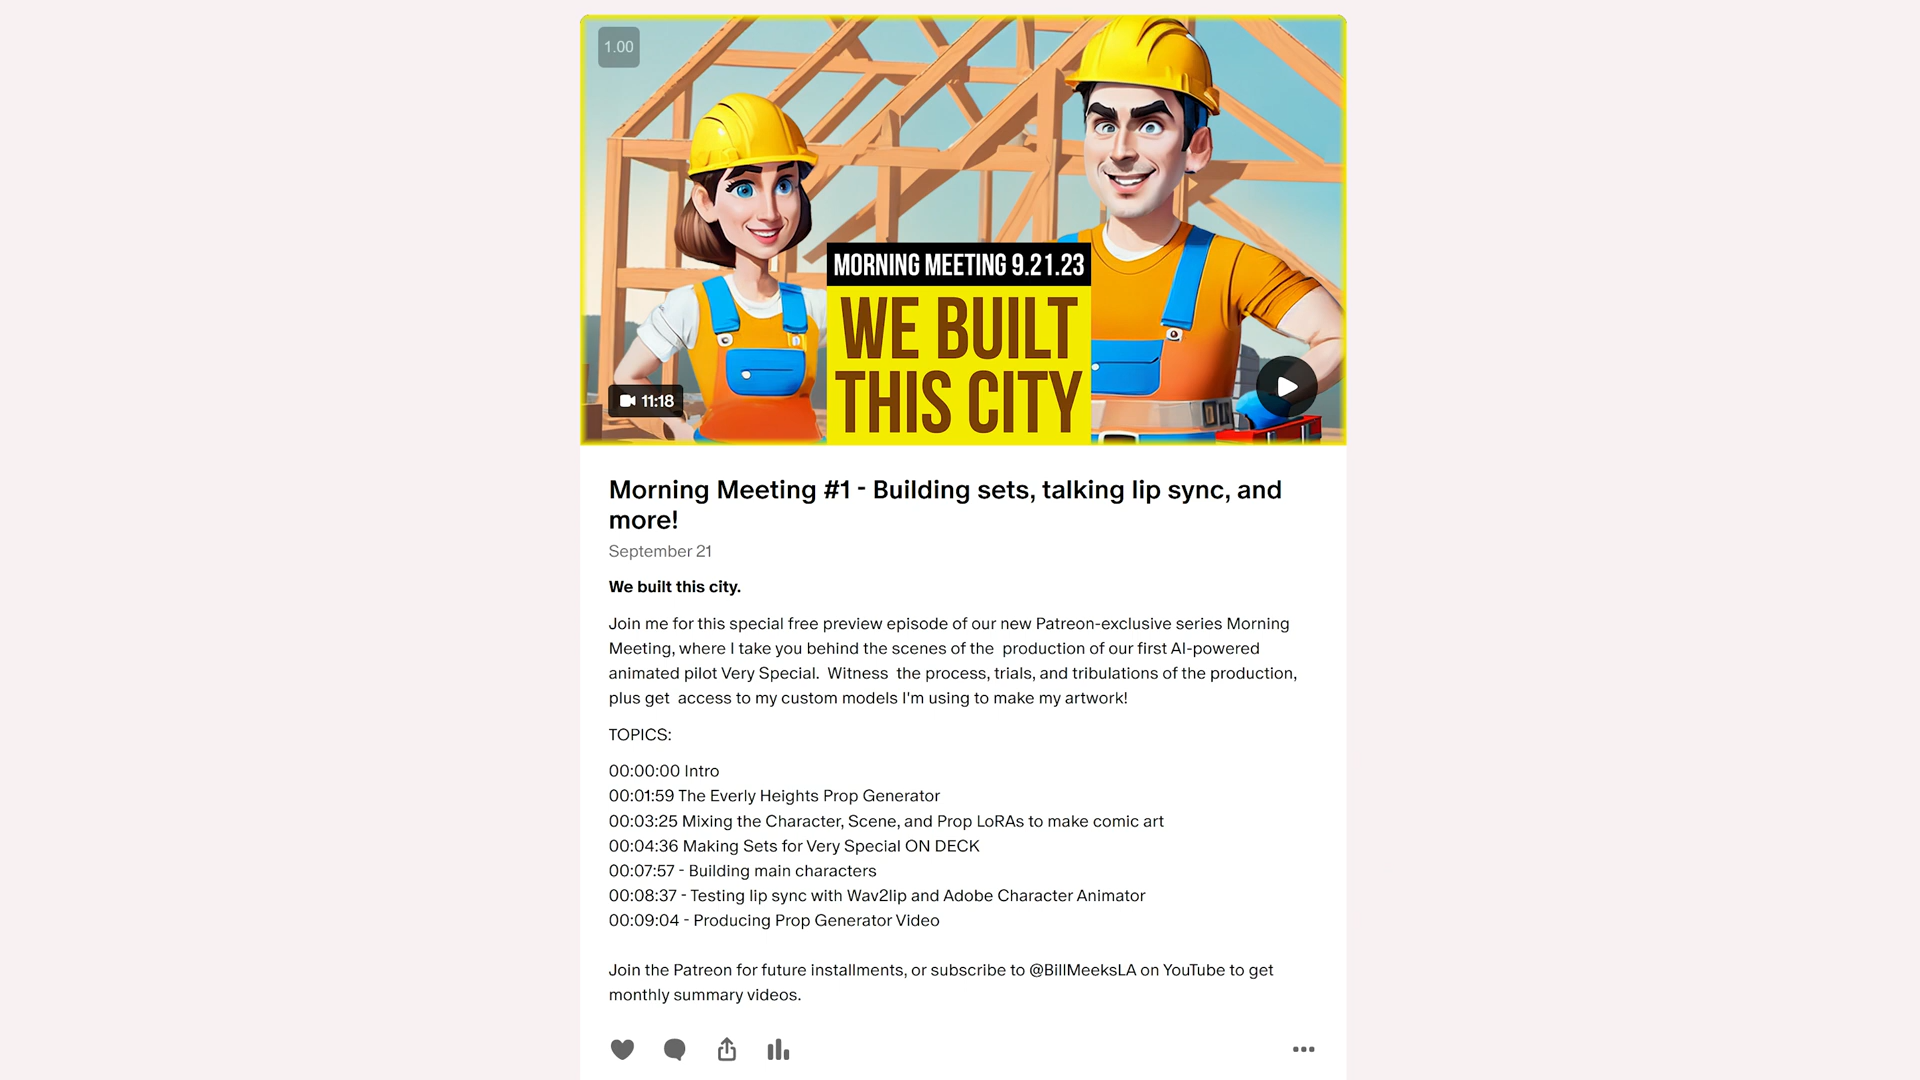 1.00
MORNING MEETING 9.21.23
WE BUILT
THIS CITY
11:18
Morning Meeting #1 - Building sets, talking lip sync, and
more!
September 21
We built this city.
Join me for this special free preview episode of our new Patreon-exclusive series Morning
Meeting, where I take you behind the scenes of the  production of our first AI-powered
animated pilot Very Special.  Witness  the process, trials, and tribulations of the production,
plus get  access to my custom models I'm using to make my artwork!
TOPICS:
00:00:00 Intro
00:01:59 The Everly Heights Prop Generator
00:03:25 Mixing the Character, Scene, and Prop LoRAs to make comic art
00:04:36 Making Sets for Very Special ON DECK
00:07:57 - Building main characters
00:08:37 - Testing lip sync with Wav2lip and Adobe Character Animator
00:09:04 - Producing Prop Generator Video
Join the Patreon for future installments, or subscribe to @BillMeeksLA on YouTube to get
monthly summary videos.